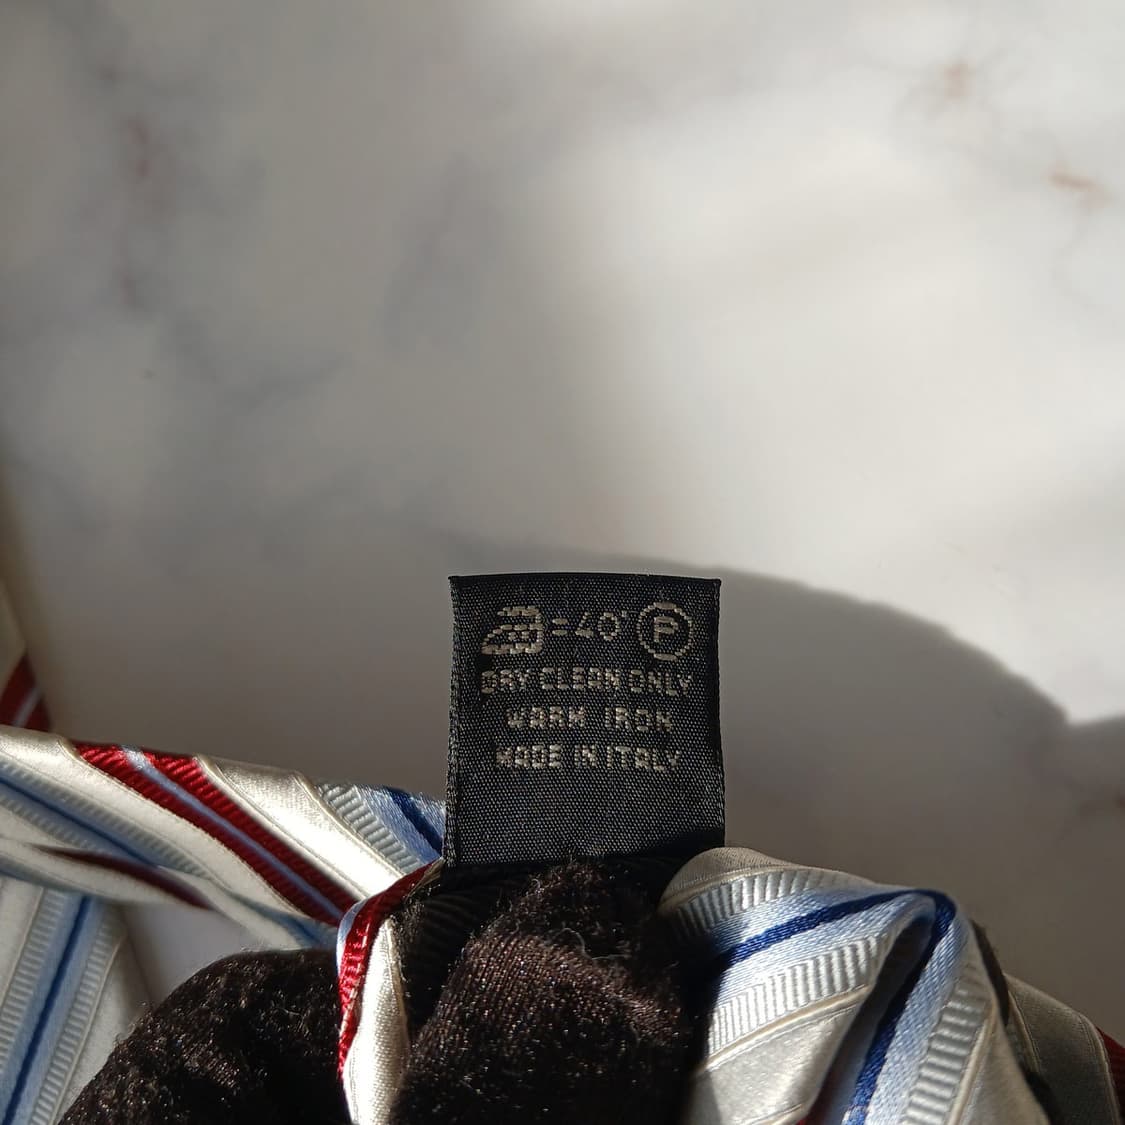 =40° P
DRY CLEAN ONLY
WARM IRON
MADE IN ITALY